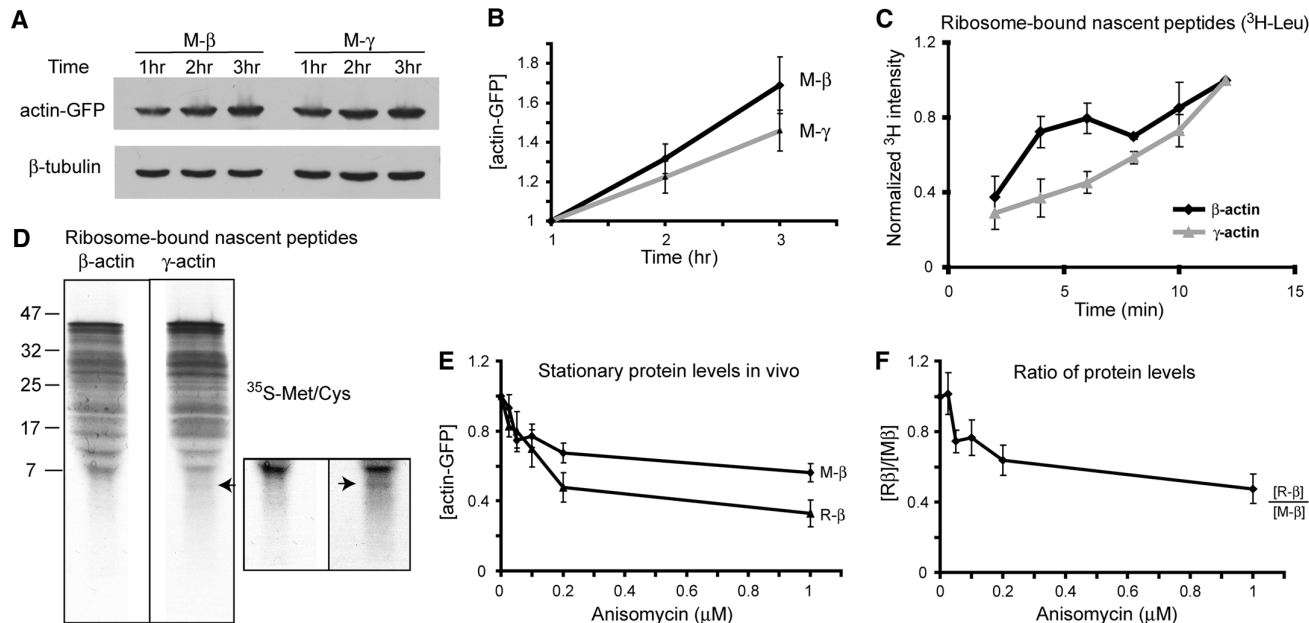 A
M-β M-γ
Time 1hr 2hr 3hr 1hr 2hr 3hr
actin-GFP
β-tubulin
B
[actin-GFP]
1.8
1.6
1.4
1.2
1
1 2 3
Time (hr)
M-β
M-γ
C
Ribosome-bound nascent peptides (³H-Leu)
Normalized ³H intensity
1.2
0.8
0.4
0
0 5 10 15
Time (min)
β-actin
γ-actin
D
Ribosome-bound nascent peptides
β-actin γ-actin
47
32
25
17
7
³⁵S-Met/Cys
E
Stationary protein levels in vivo
[actin-GFP]
1.2
0.8
0.4
0
0 0.2 0.4 0.6 0.8 1
Anisomycin (μM)
M-β
R-β
F
Ratio of protein levels
[Rβ]/[Mβ]
1.2
0.8
0.4
0
0 0.2 0.4 0.6 0.8 1
Anisomycin (μM)
[R-β]
[M-β]